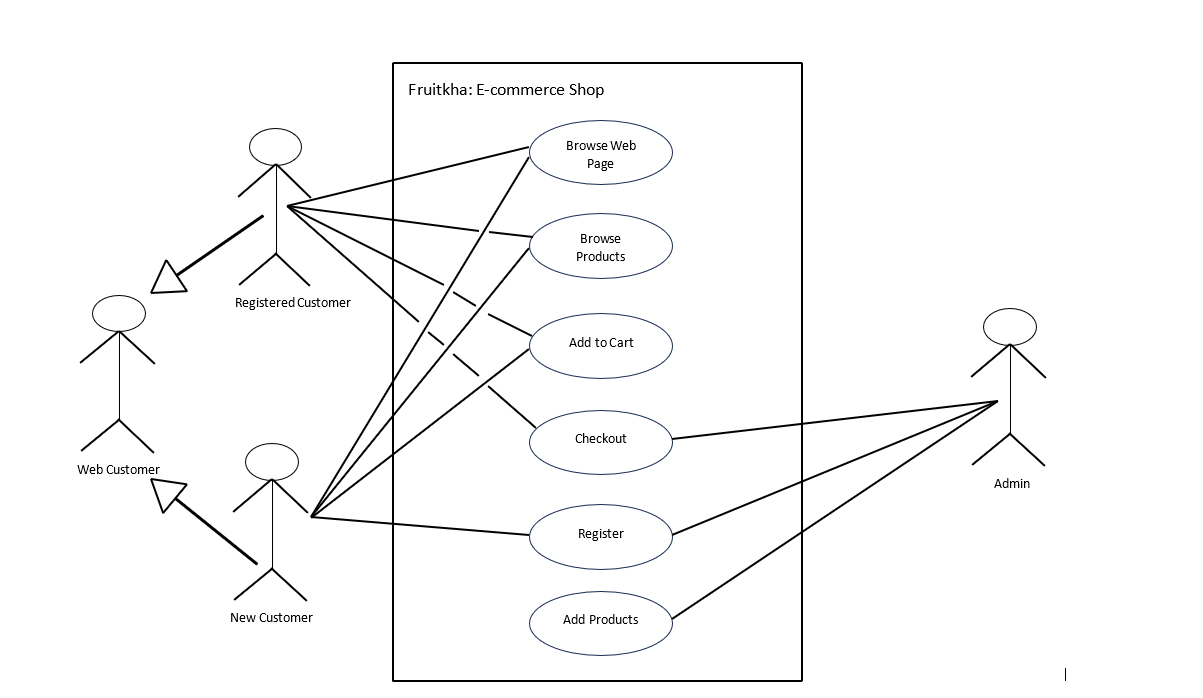 Fruitkha: E-commerce Shop
Browse Web
Page
Browse
Products
Registered Customer
Add to Cart
Checkout
Web Customer
Admin
Register
New Customer
Add Products